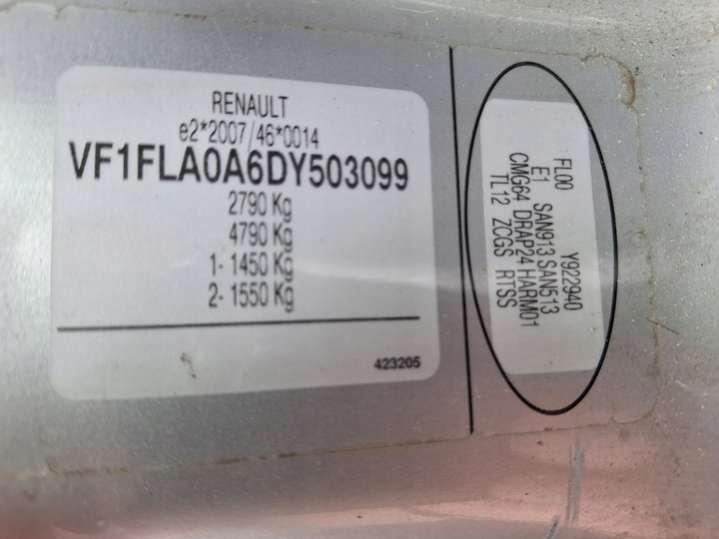 RENAULT
e2*2007/46*0014
VF1FLA0A6DY503099
2790 Kg
4790 Kg
1- 1450 Kg
2- 1550 Kg
423205
FL00 Y922940
E1 SAN913 SAN513
CMG64 DRAP24 HARM01
TL12 ZCGS RTSS